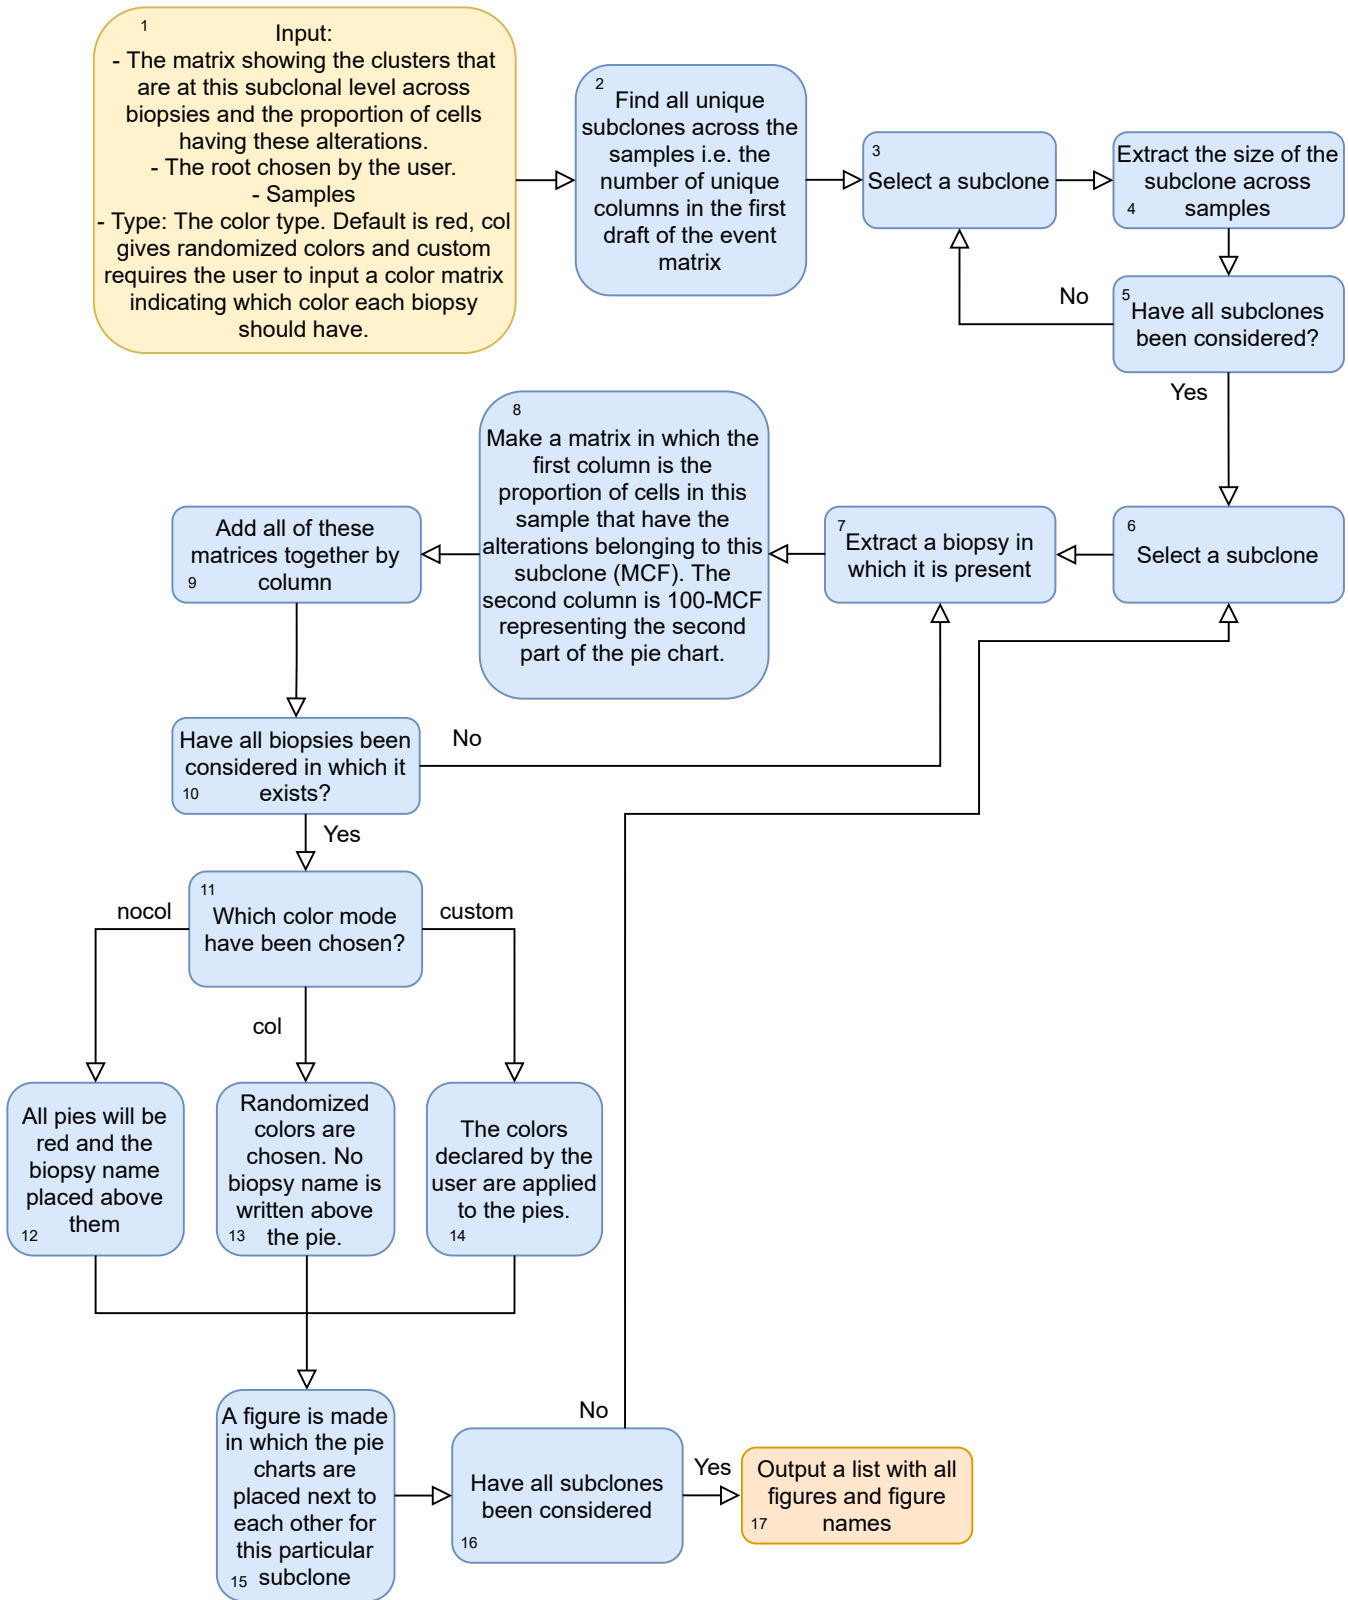 1
Input:
- The matrix showing the clusters that
are at this subclonal level across
biopsies and the proportion of cells
having these alterations.
- The root chosen by the user.
- Samples
- Type: The color type. Default is red, col
gives randomized colors and custom
requires the user to input a color matrix
indicating which color each biopsy
should have.
2
Find all unique
subclones across the
samples i.e. the
number of unique
columns in the first
draft of the event
matrix
3
Select a subclone
Extract the size of the
subclone across
4 samples
5
Have all subclones
been considered?
No
Yes
6
Select a subclone
7
Extract a biopsy in
which it is present
8
Make a matrix in which the
first column is the
proportion of cells in this
sample that have the
alterations belonging to this
subclone (MCF). The
second column is 100-MCF
representing the second
part of the pie chart.
Add all of these
matrices together by
9 column
Have all biopsies been
considered in which it
10 exists?
No
Yes
11
Which color mode
have been chosen?
nocol
col
custom
All pies will be
red and the
biopsy name
placed above
them
12
Randomized
colors are
chosen. No
biopsy name is
written above
13 the pie.
The colors
declared by the
user are applied
to the pies.
14
A figure is made
in which the pie
charts are
placed next to
each other for
this particular
15 subclone
Have all subclones
been considered
16
No
Yes
Output a list with all
figures and figure
17 names